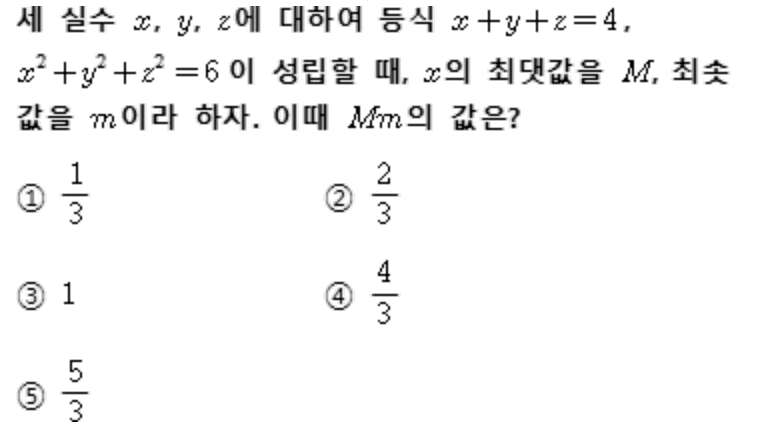 세 실수 x, y, z에 대하여 등식 x+y+z=4,
x²+y²+z²=6이 성립할 때, x의 최댓값을 M, 최솟
값을 m이라 하자. 이때 Mm의 값은?
① 1/3 ② 2/3
③ 1 ④ 4/3
⑤ 5/3